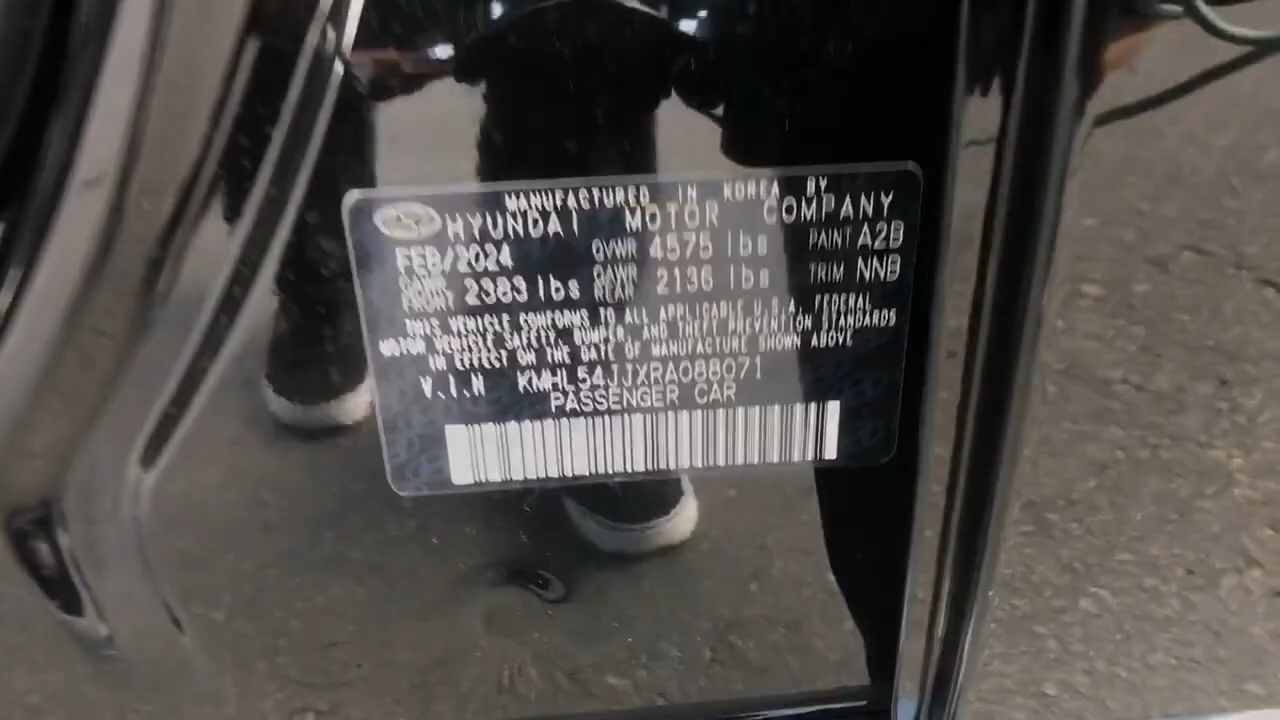 MANUFACTURED IN KOREA BY
HYUNDAI MOTOR COMPANY
FEB/2024 GVWR 4575 lbs PAINT A2B
GAWR FRONT 2383 lbs GAWR REAR 2136 lbs TRIM NNB
THIS VEHICLE CONFORMS TO ALL APPLICABLE U.S.A. FEDERAL
MOTOR VEHICLE SAFETY, BUMPER, AND THEFT PREVENTION STANDARDS
IN EFFECT ON THE DATE OF MANUFACTURE SHOWN ABOVE
V.I.N KMHL54JJXRA088071
PASSENGER CAR